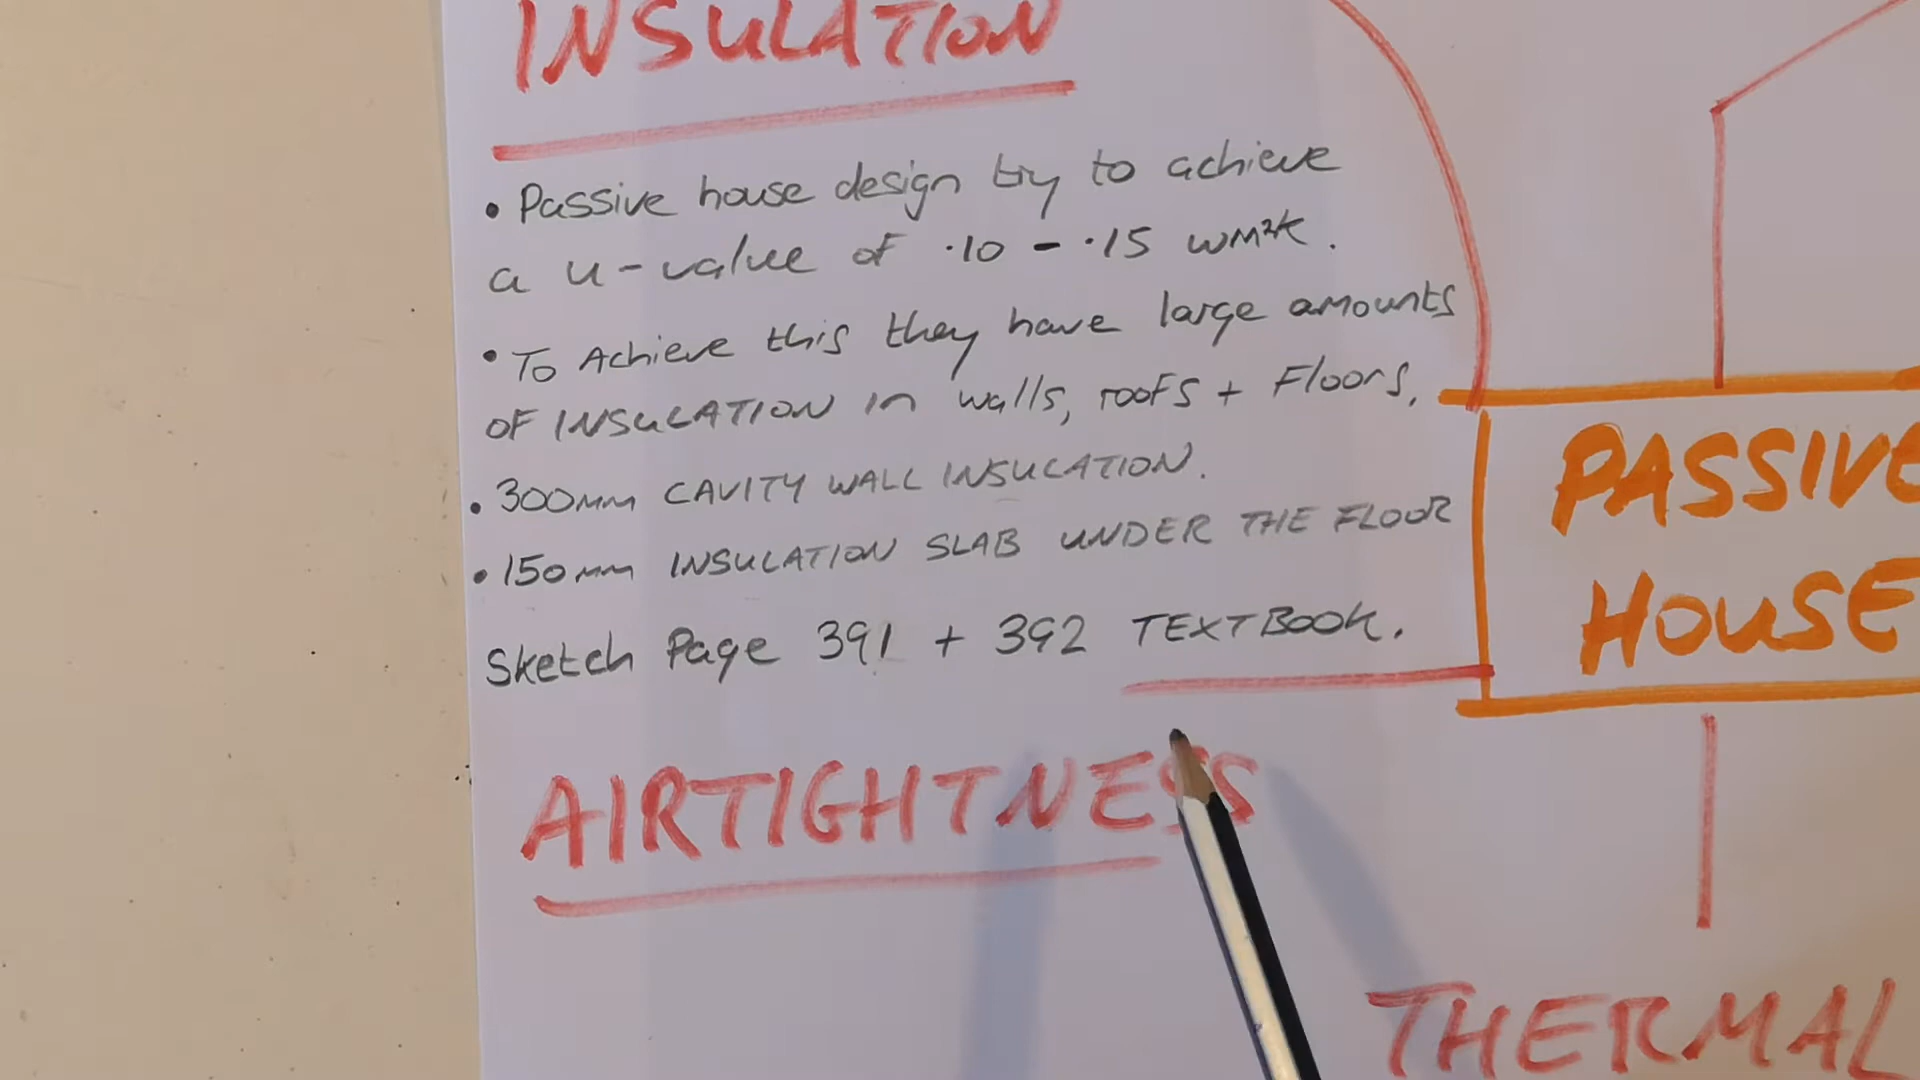 INSULATION
• Passive house design try to achieve
a u-value of .10 - .15 WM²K.
• To Achieve this they have large amounts
OF INSULATION in walls, roofs + Floors.
• 300mm CAVITY WALL INSULATION.
• 150mm INSULATION SLAB UNDER THE FLOOR
Sketch Page 391 + 392 TEXTBOOK.
PASSIVE
HOUSE
AIRTIGHTNESS
THERMAL